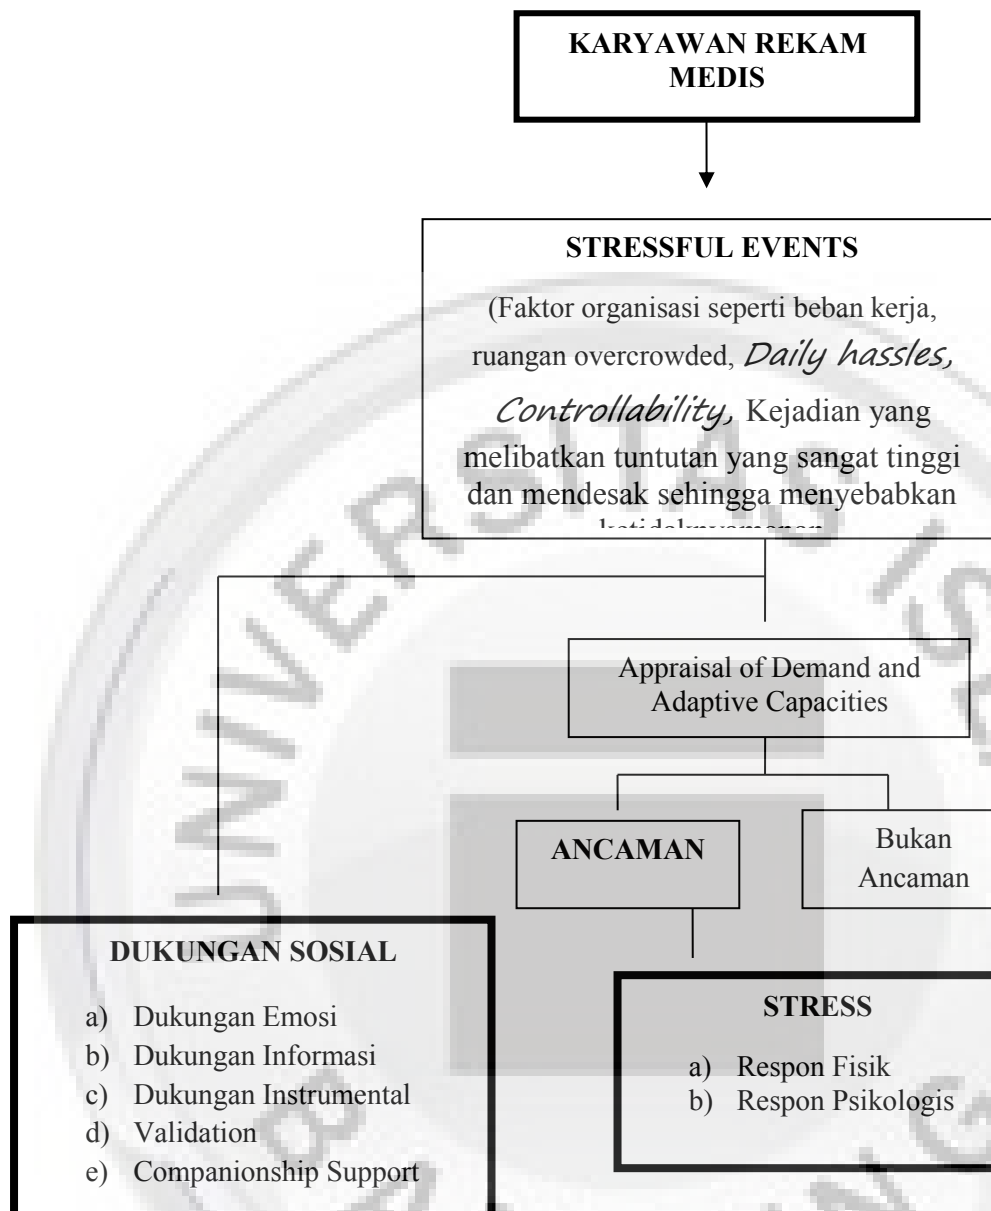 KARYAWAN REKAM
MEDIS
STRESSFUL EVENTS
(Faktor organisasi seperti beban kerja,
ruangan overcrowded, Daily hassles,
Controllability, Kejadian yang
melibatkan tuntutan yang sangat tinggi
dan mendesak sehingga menyebabkan
Appraisal of Demand and
Adaptive Capacities
ANCAMAN
Bukan
Ancaman
DUKUNGAN SOSIAL
a) Dukungan Emosi
b) Dukungan Informasi
c) Dukungan Instrumental
d) Validation
e) Companionship Support
STRESS
a) Respon Fisik
b) Respon Psikologis
UNIVERSITAS